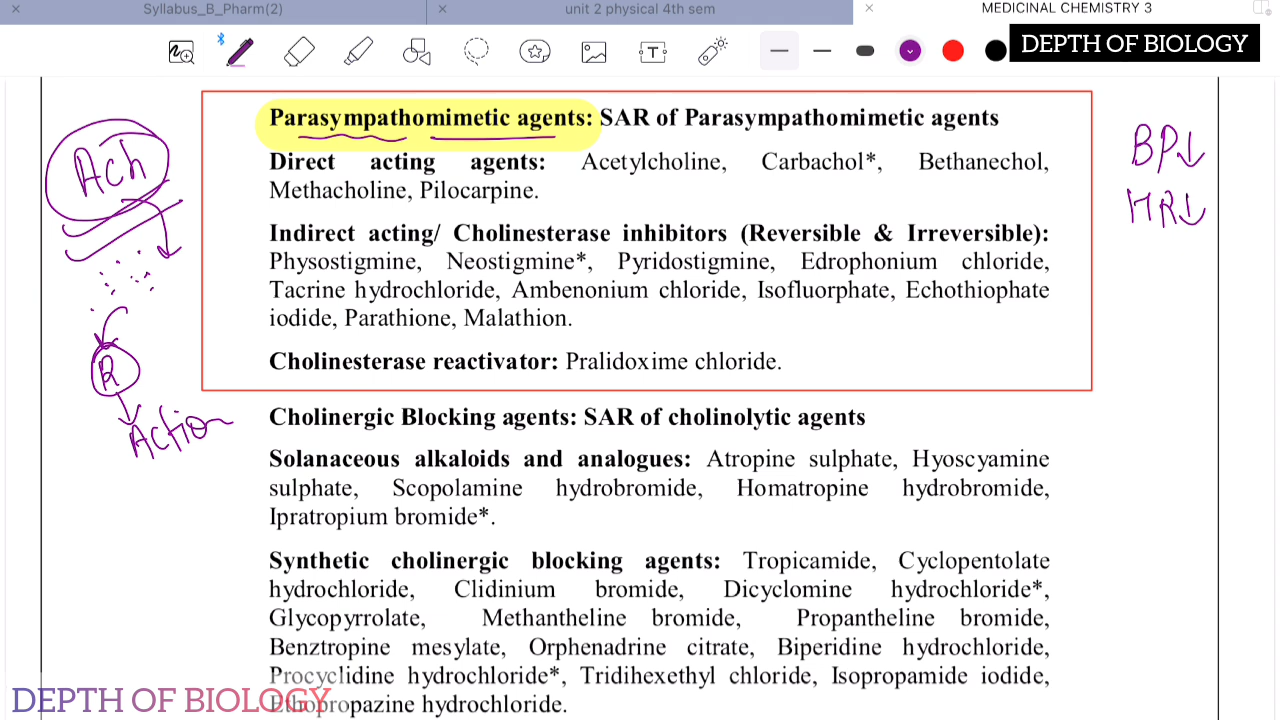 Syllabus_B_Pharm(2)
unit 2 physical 4th sem
MEDICINAL CHEMISTRY 3
DEPTH OF BIOLOGY
Parasympathomimetic agents: SAR of Parasympathomimetic agents
Direct acting agents: Acetylcholine, Carbachol*, Bethanechol,
Methacholine, Pilocarpine.
Indirect acting/ Cholinesterase inhibitors (Reversible & Irreversible):
Physostigmine, Neostigmine*, Pyridostigmine, Edrophonium chloride,
Tacrine hydrochloride, Ambenonium chloride, Isofluorphate, Echothiophate
iodide, Parathione, Malathion.
Cholinesterase reactivator: Pralidoxime chloride.
Cholinergic Blocking agents: SAR of cholinolytic agents
Solanaceous alkaloids and analogues: Atropine sulphate, Hyoscyamine
sulphate, Scopolamine hydrobromide, Homatropine hydrobromide,
Ipratropium bromide*.
Synthetic cholinergic blocking agents: Tropicamide, Cyclopentolate
hydrochloride, Clidinium bromide, Dicyclomine hydrochloride*,
Glycopyrrolate, Methantheline bromide, Propantheline bromide,
Benztropine mesylate, Orphenadrine citrate, Biperidine hydrochloride,
Procyclidine hydrochloride*, Tridihexethyl chloride, Isopropamide iodide,
Ethopropazine hydrochloride.
ACh
R
Action
BP↓
HR↓
T
DEPTH OF BIOLOGY